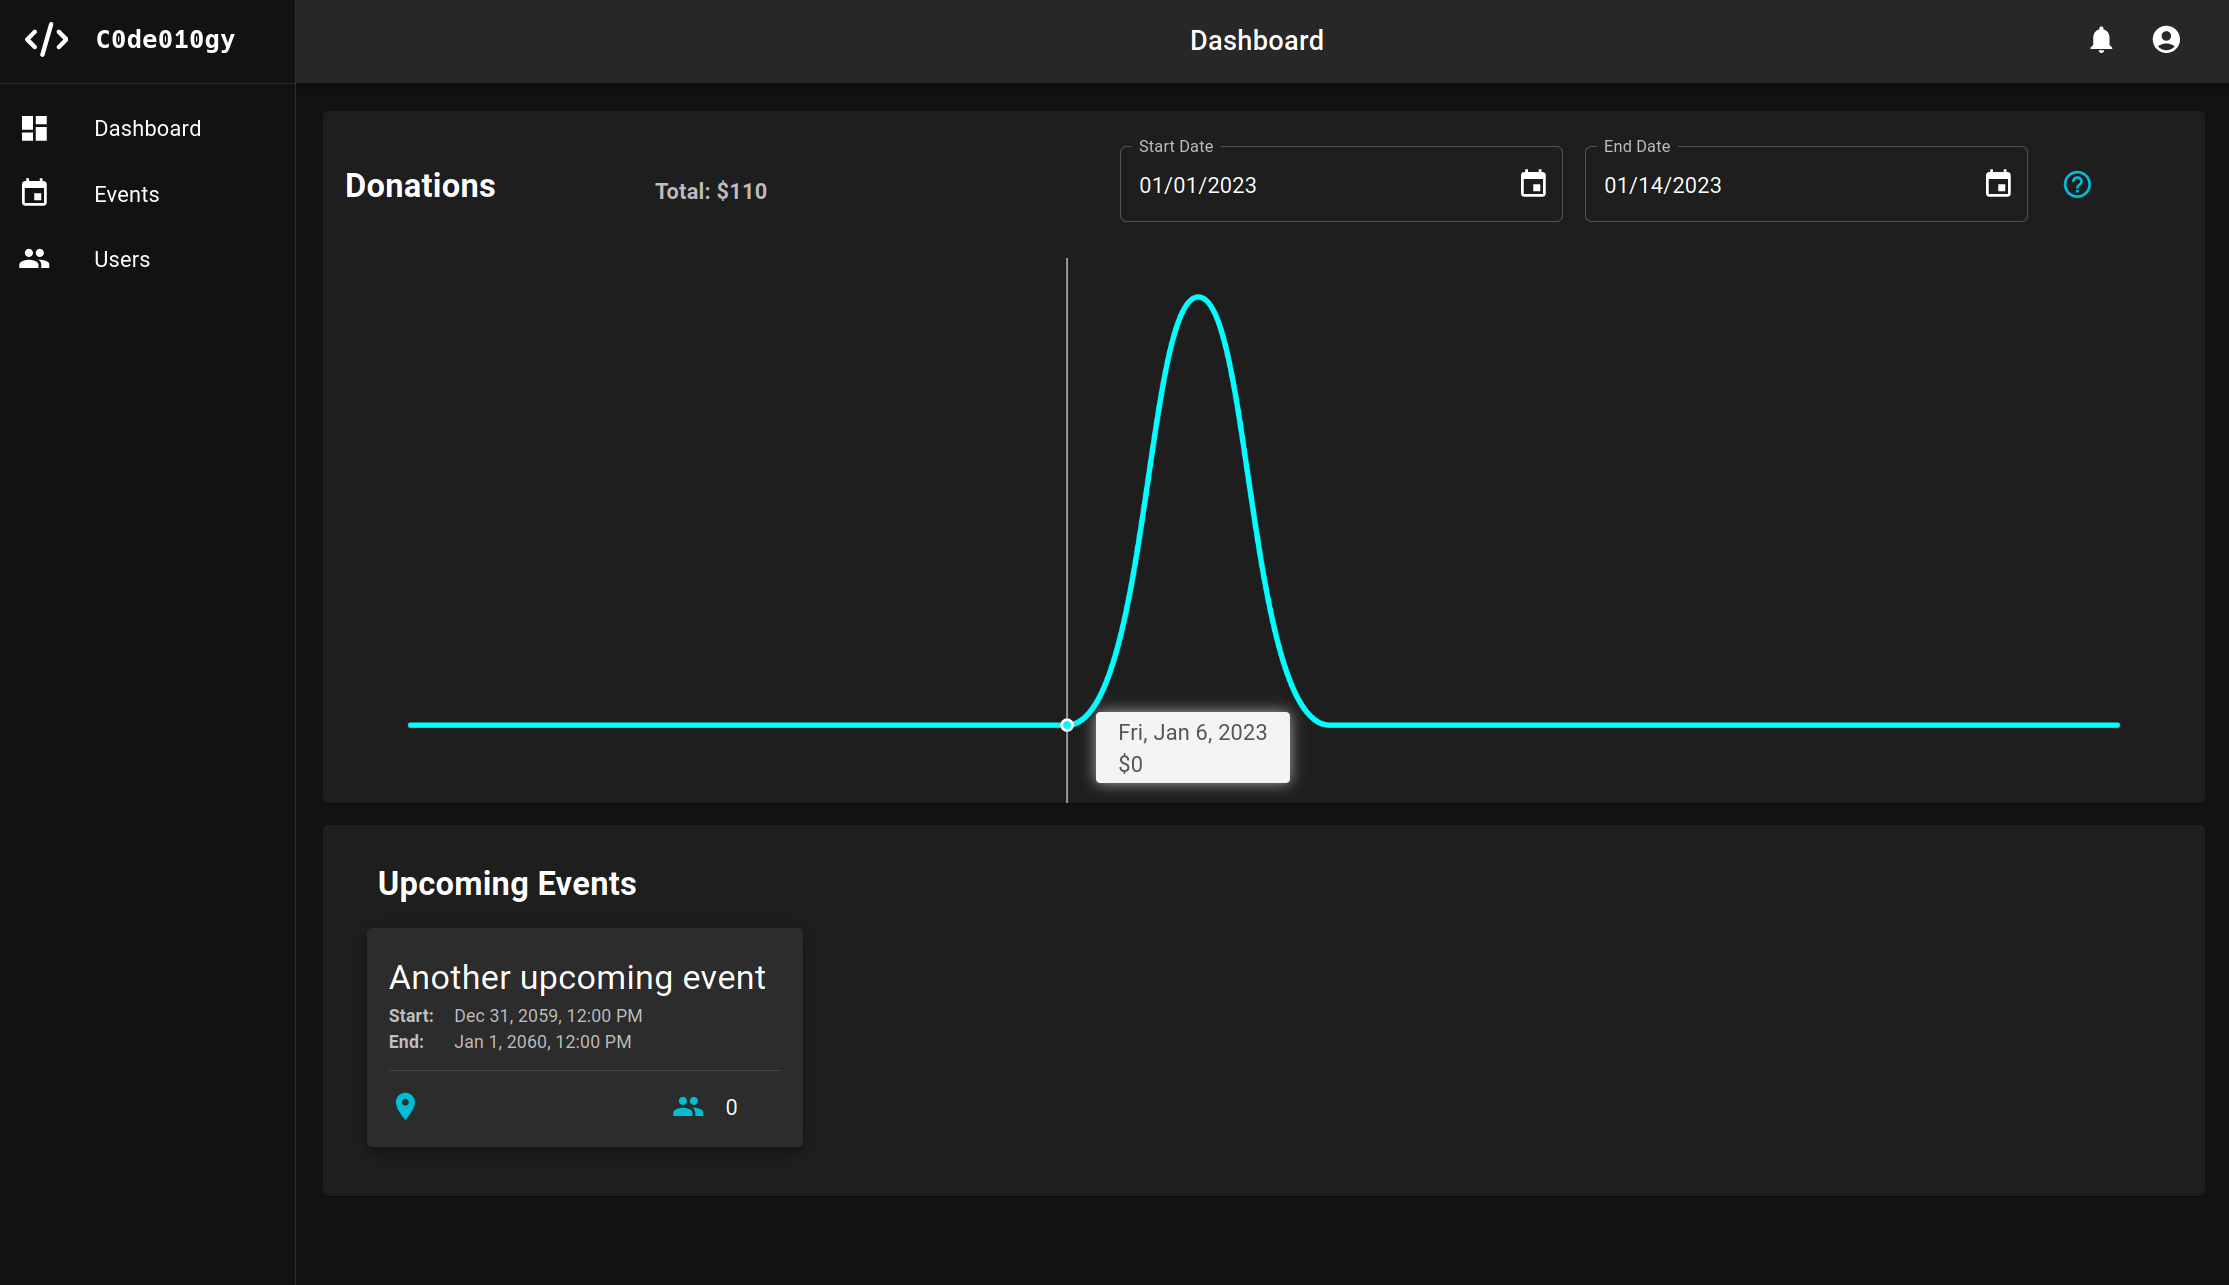 C0de010gy
Dashboard
Dashboard
Events
Users
Donations
Total: $110
Start Date
01/01/2023
End Date
01/14/2023
Fri, Jan 6, 2023
$0
Upcoming Events
Another upcoming event
Start: Dec 31, 2059, 12:00 PM
End: Jan 1, 2060, 12:00 PM
0